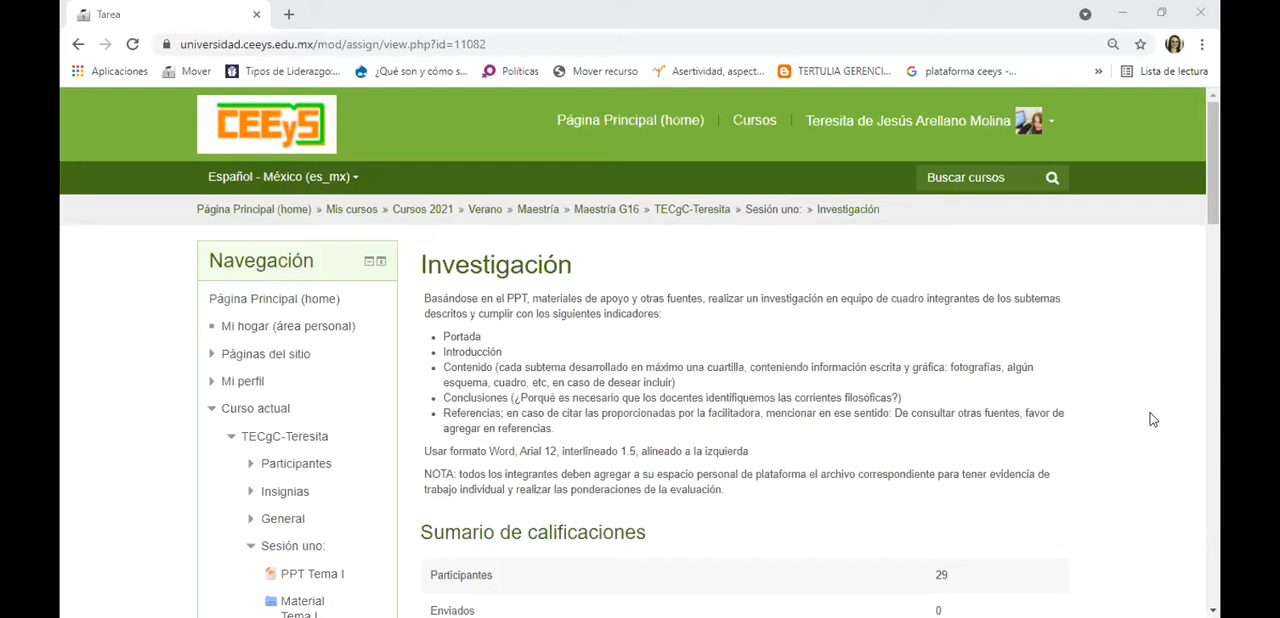 Tarea
universidad.ceeys.edu.mx/mod/assign/view.php?id=11082
Aplicaciones Mover Tipos de Liderazgo:... ¿Qué son y cómo s... Políticas Mover recurso Asertividad, aspect... TERTULIA GERENCI... plataforma ceeys -... » Lista de lectura
CEEyS
Página Principal (home) Cursos Teresita de Jesús Arellano Molina
Español - México (es_mx) Buscar cursos
Página Principal (home) » Mis cursos » Cursos 2021 » Verano » Maestría » Maestría G16 » TECgC-Teresita » Sesión uno: » Investigación
Navegación
Página Principal (home)
Mi hogar (área personal)
Páginas del sitio
Mi perfil
Curso actual
TECgC-Teresita
Participantes
Insignias
General
Sesión uno:
PPT Tema I
Material
Tema I
Investigación
Basándose en el PPT, materiales de apoyo y otras fuentes, realizar un investigación en equipo de cuadro integrantes de los subtemas
descritos y cumplir con los siguientes indicadores:
• Portada
• Introducción
• Contenido (cada subtema desarrollado en máximo una cuartilla, conteniendo información escrita y gráfica: fotografías, algún
esquema, cuadro, etc, en caso de desear incluir)
• Conclusiones (¿Porqué es necesario que los docentes identifiquemos las corrientes filosóficas?)
• Referencias; en caso de citar las proporcionadas por la facilitadora, mencionar en ese sentido: De consultar otras fuentes, favor de
agregar en referencias.
Usar formato Word, Arial 12, interlineado 1.5, alineado a la izquierda
NOTA: todos los integrantes deben agregar a su espacio personal de plataforma el archivo correspondiente para tener evidencia de
trabajo individual y realizar las ponderaciones de la evaluación.
Sumario de calificaciones
Participantes 29
Enviados 0